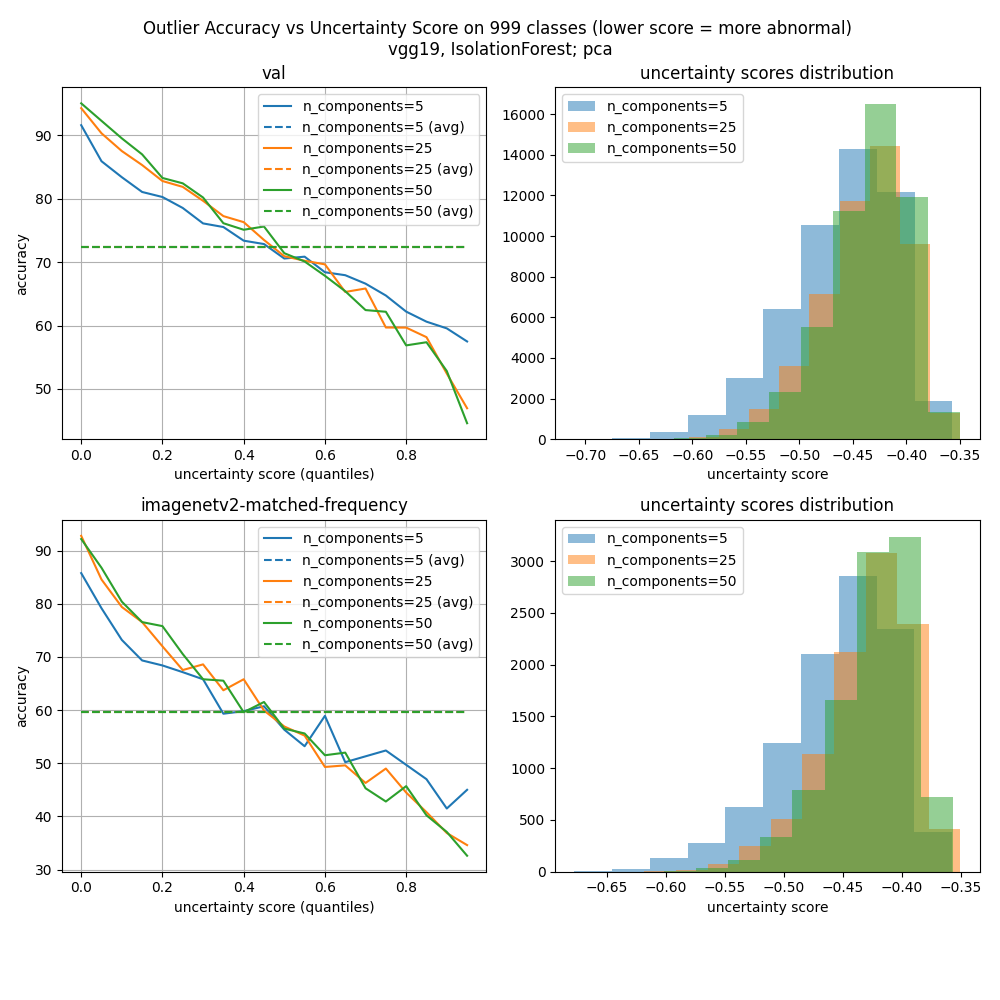 Outlier Accuracy vs Uncertainty Score on 999 classes (lower score = more abnormal)
vgg19, IsolationForest; pca
val
accuracy
90
80
70
60
50
n_components=5
n_components=5 (avg)
n_components=25
n_components=25 (avg)
n_components=50
n_components=50 (avg)
0.0 0.2 0.4 0.6 0.8
uncertainty score (quantiles)
uncertainty scores distribution
16000
14000
12000
10000
8000
6000
4000
2000
0
n_components=5
n_components=25
n_components=50
−0.70 −0.65 −0.60 −0.55 −0.50 −0.45 −0.40 −0.35
uncertainty score
imagenetv2-matched-frequency
accuracy
90
80
70
60
50
40
30
n_components=5
n_components=5 (avg)
n_components=25
n_components=25 (avg)
n_components=50
n_components=50 (avg)
0.0 0.2 0.4 0.6 0.8
uncertainty score (quantiles)
uncertainty scores distribution
3000
2500
2000
1500
1000
500
0
n_components=5
n_components=25
n_components=50
−0.65 −0.60 −0.55 −0.50 −0.45 −0.40 −0.35
uncertainty score